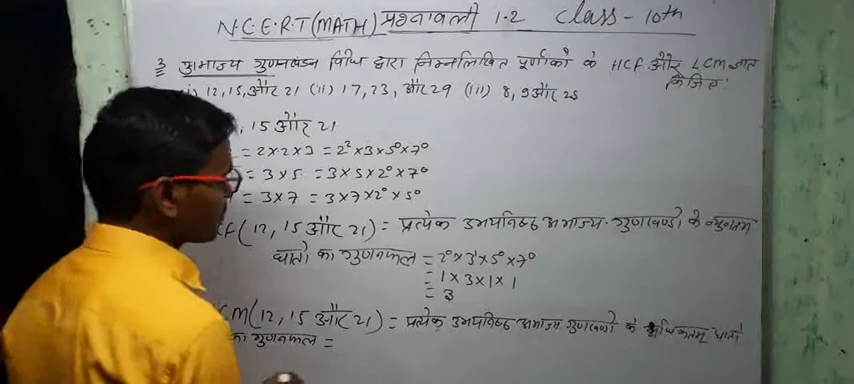 N.C.E.R.T(MATH) प्रश्नावली 1.2 Class - 10th
3 अभाज्य गुणनखंडन विधि द्वारा निम्नलिखित पूर्णांकों के HCF और LCM ज्ञात
कीजिए:
12, 15, और 21 (ii) 17, 23, और 29 (iii) 8, 9 और 25
, 15 और 21
= 2×2×3 = 2²×3×5⁰×7⁰
= 3×5 = 3×5×2⁰×7⁰
= 3×7 = 3×7×2⁰×5⁰
(12, 15 और 21) = प्रत्येक उभयनिष्ठ अभाज्य गुणनखण्डों के न्यूनतम
घातों का गुणनफल = 2⁰×3¹×5⁰×7⁰
= 1×3×1×1
= 3
CM(12, 15 और 21) = प्रत्येक उभयनिष्ठ अभाज्य गुणनखण्डों के अधिकतम घातों
का गुणनफल =